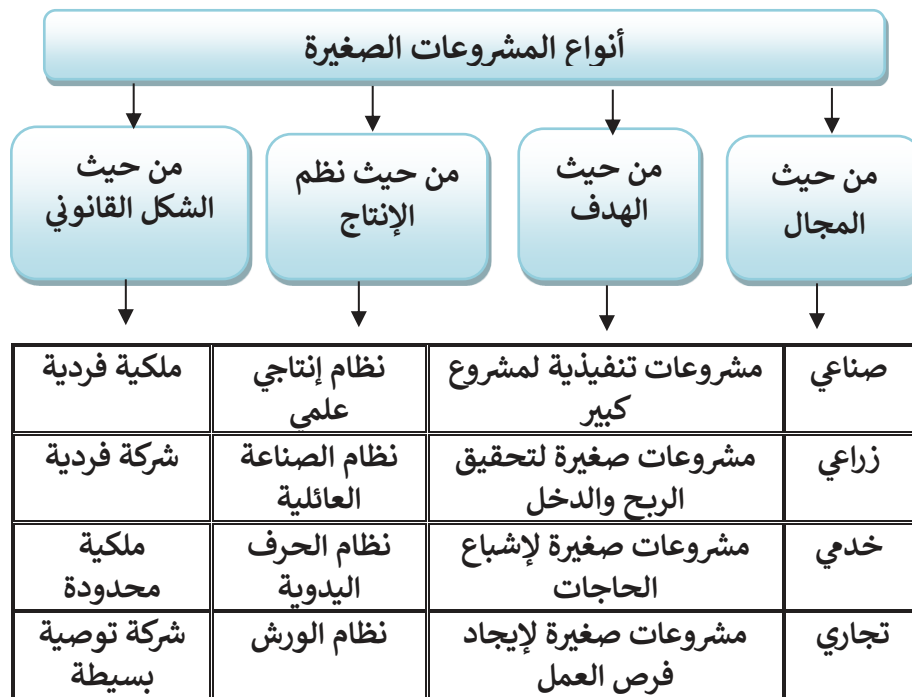 أنواع المشروعات الصغيرة
من حيث
المجال
من حيث
الهدف
من حيث نظم
الإنتاج
من حيث
الشكل القانوني
صناعي
مشروعات تنفيذية لمشروع
كبير
نظام إنتاجي
علمي
ملكية فردية
زراعي
مشروعات صغيرة لتحقيق
الربح والدخل
نظام الصناعة
العائلية
شركة فردية
خدمي
مشروعات صغيرة لإشباع
الحاجات
نظام الحرف
اليدوية
ملكية
محدودة
تجاري
مشروعات صغيرة لإيجاد
فرص العمل
نظام الورش
شركة توصية
بسيطة